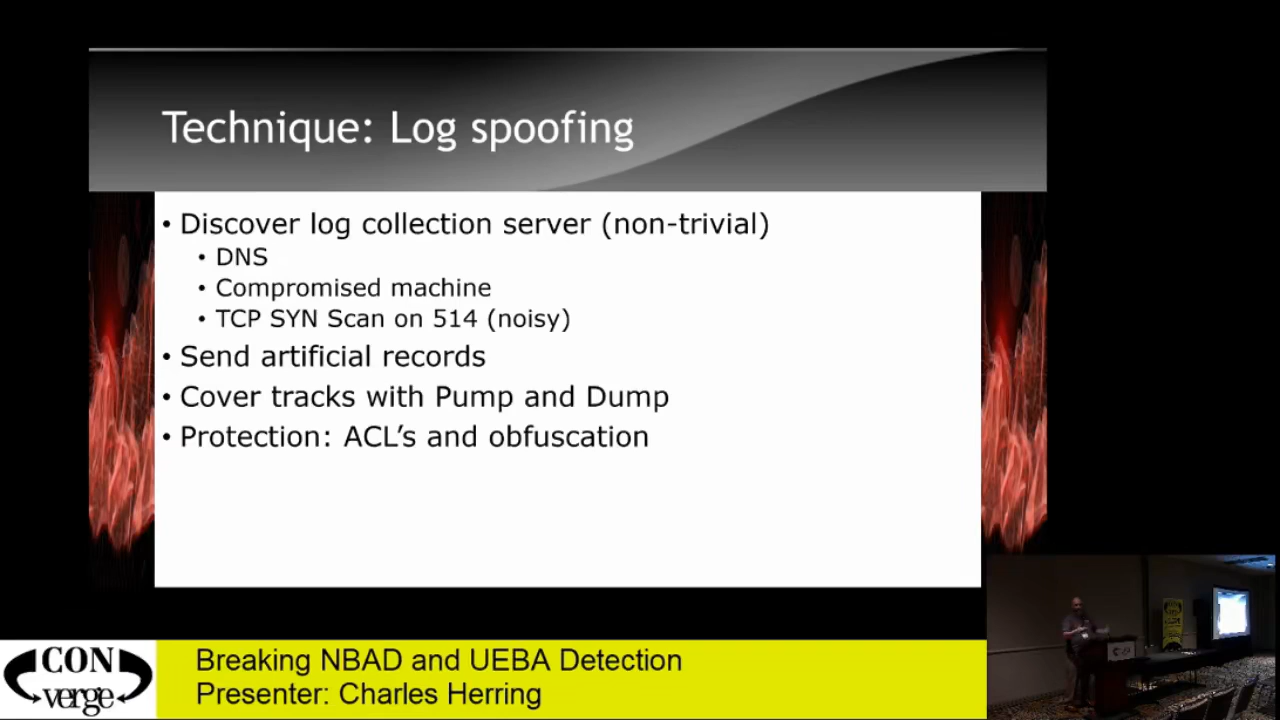 Technique: Log spoofing
• Discover log collection server (non-trivial)
• DNS
• Compromised machine
• TCP SYN Scan on 514 (noisy)
• Send artificial records
• Cover tracks with Pump and Dump
• Protection: ACL’s and obfuscation
CON
verge
Breaking NBAD and UEBA Detection
Presenter: Charles Herring